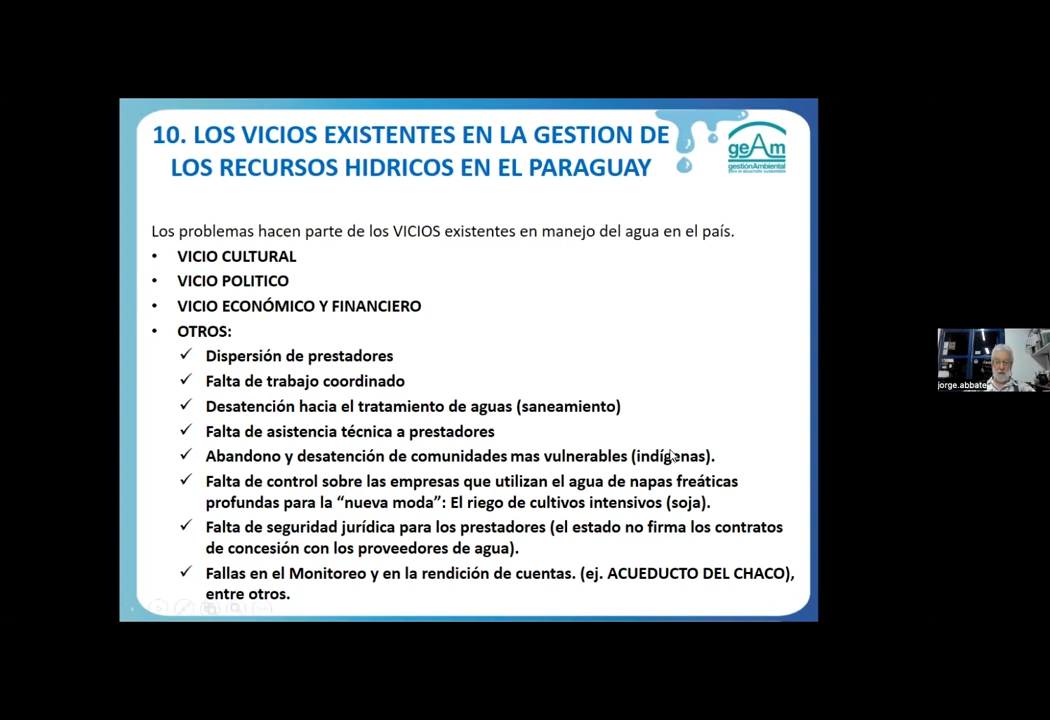 10. LOS VICIOS EXISTENTES EN LA GESTION DE
LOS RECURSOS HIDRICOS EN EL PARAGUAY
geAm
gestiónAmbiental
para el desarrollo sustentable
Los problemas hacen parte de los VICIOS existentes en manejo del agua en el país.
• VICIO CULTURAL
• VICIO POLITICO
• VICIO ECONÓMICO Y FINANCIERO
• OTROS:
✓ Dispersión de prestadores
✓ Falta de trabajo coordinado
✓ Desatención hacia el tratamiento de aguas (saneamiento)
✓ Falta de asistencia técnica a prestadores
✓ Abandono y desatención de comunidades mas vulnerables (indígenas).
✓ Falta de control sobre las empresas que utilizan el agua de napas freáticas
profundas para la “nueva moda”: El riego de cultivos intensivos (soja).
✓ Falta de seguridad jurídica para los prestadores (el estado no firma los contratos
de concesión con los proveedores de agua).
✓ Fallas en el Monitoreo y en la rendición de cuentas. (ej. ACUEDUCTO DEL CHACO),
entre otros.
jorge.abbate